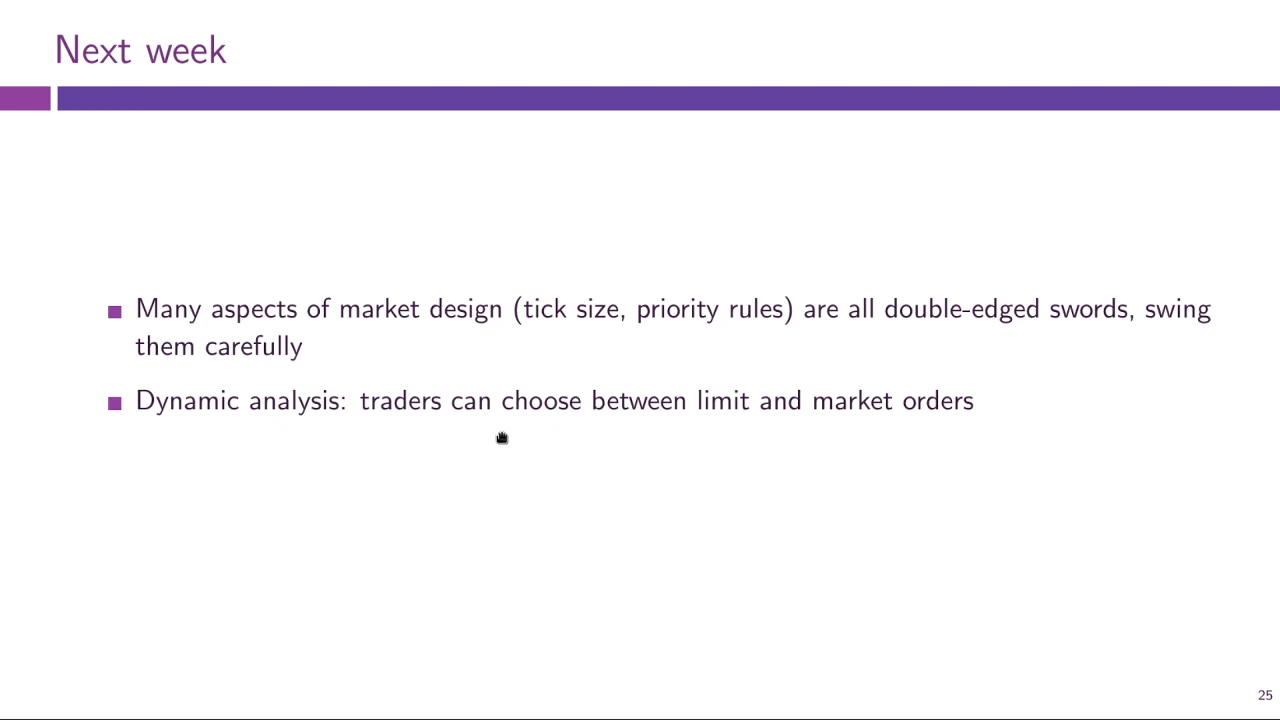 Next week
Many aspects of market design (tick size, priority rules) are all double-edged swords, swing
them carefully
Dynamic analysis: traders can choose between limit and market orders
25